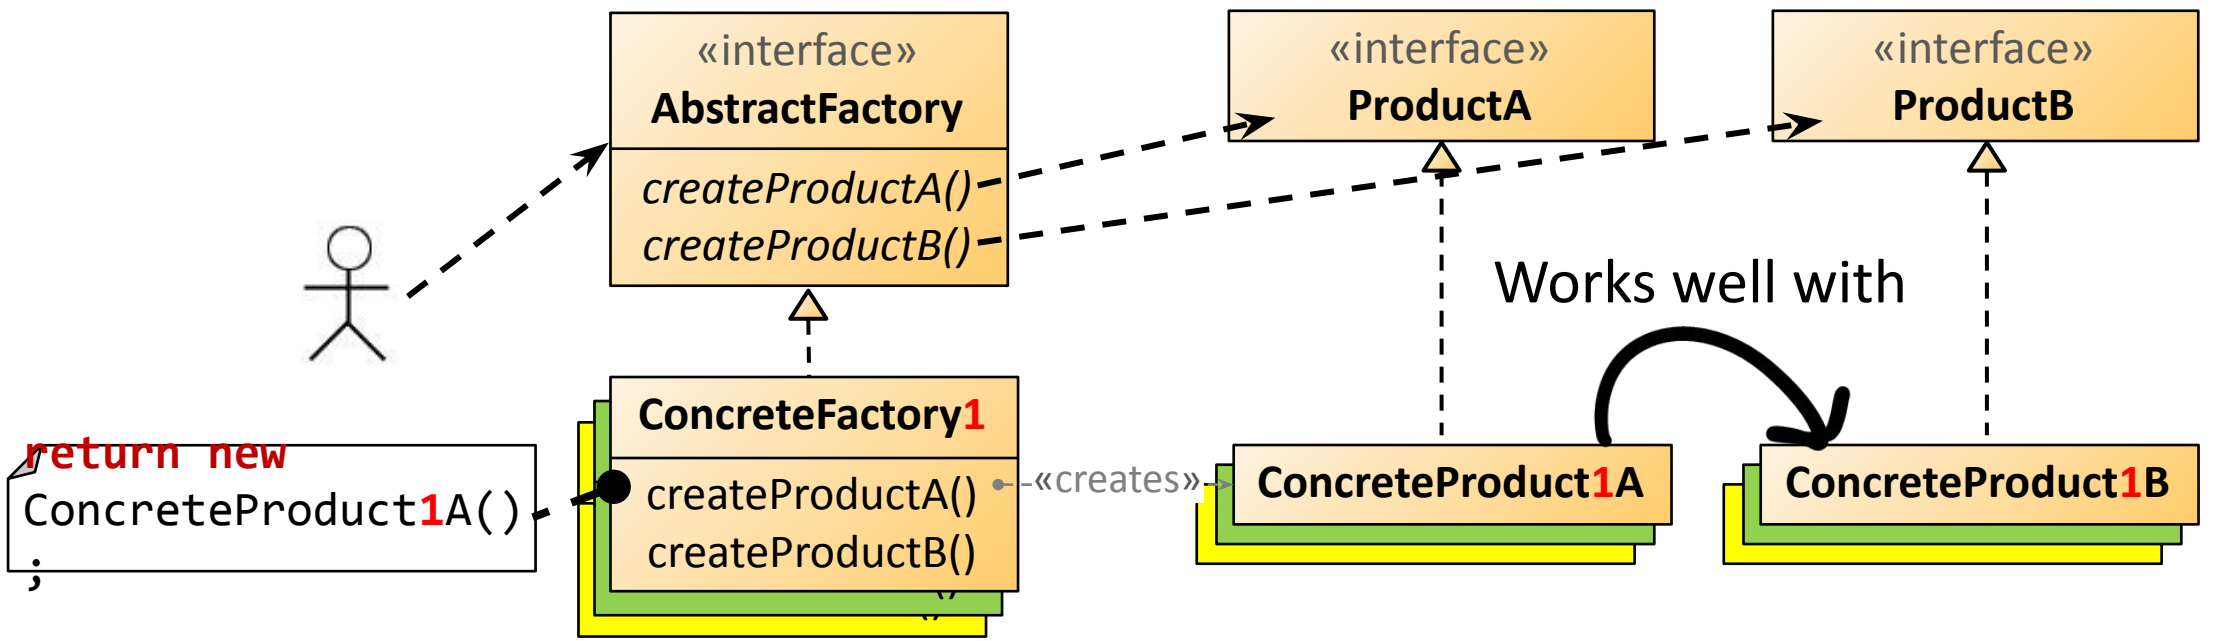 «interface»
AbstractFactory
createProductA()
createProductB()
«interface»
ProductA
«interface»
ProductB
Works well with
return new
ConcreteProduct1A()
;
ConcreteFactory1
createProductA()
createProductB()
()
()
«creates»
ConcreteProduct1A
ConcreteProduct1B